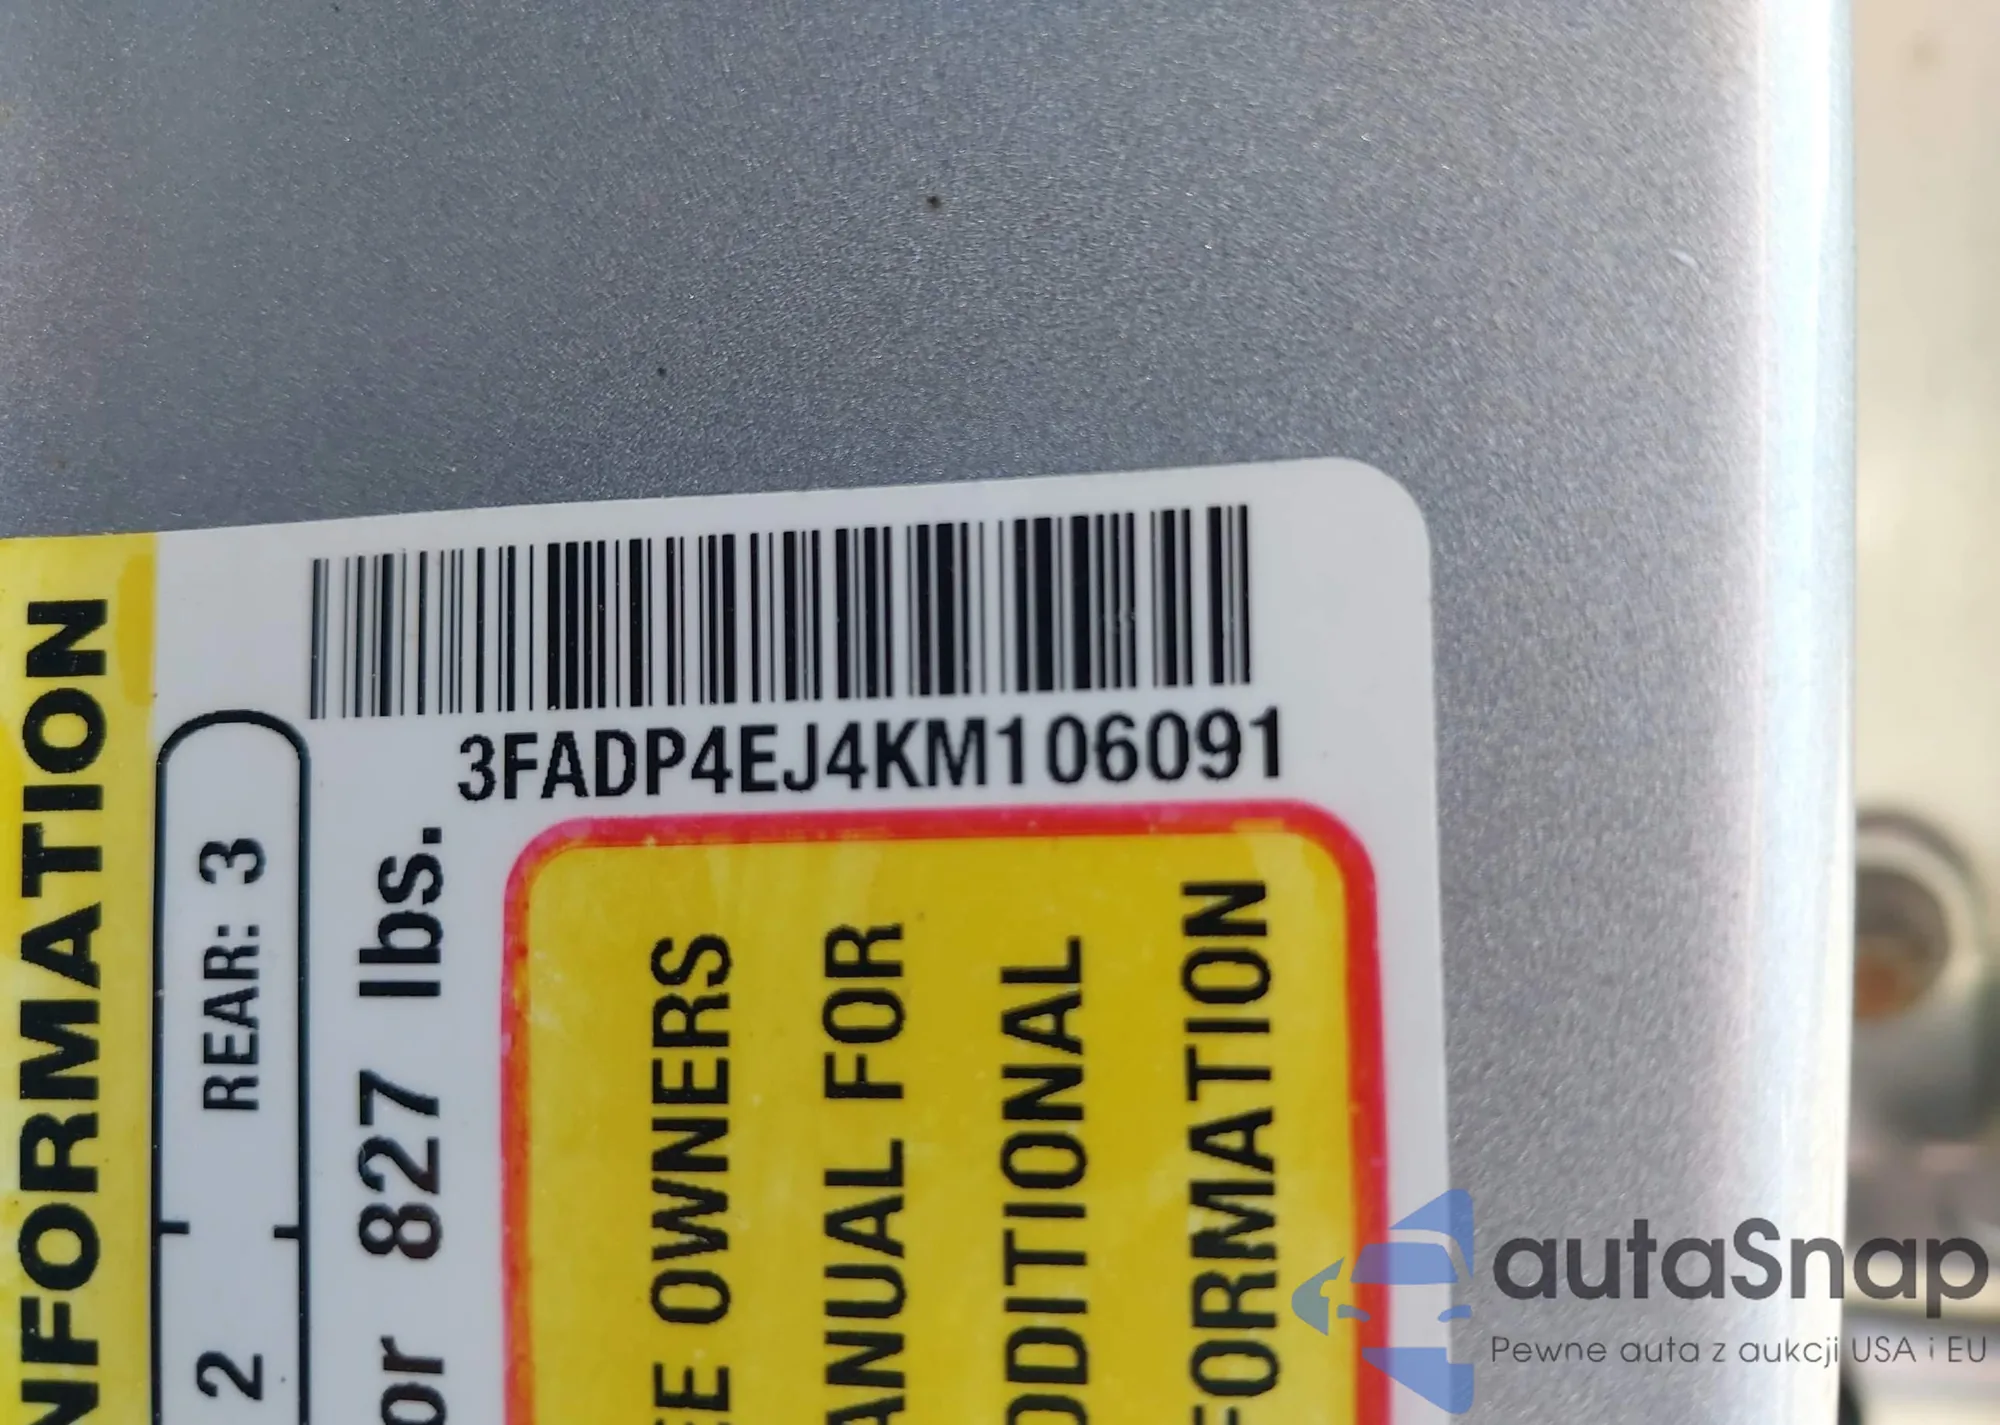 3FADP4EJ4KM106091
NFORMATION
REAR: 3
2
or 827 lbs.
EE OWNERS
ANUAL FOR
DDITIONAL
FORMATION
autaSnap
Pewne auta z aukcji USA i EU